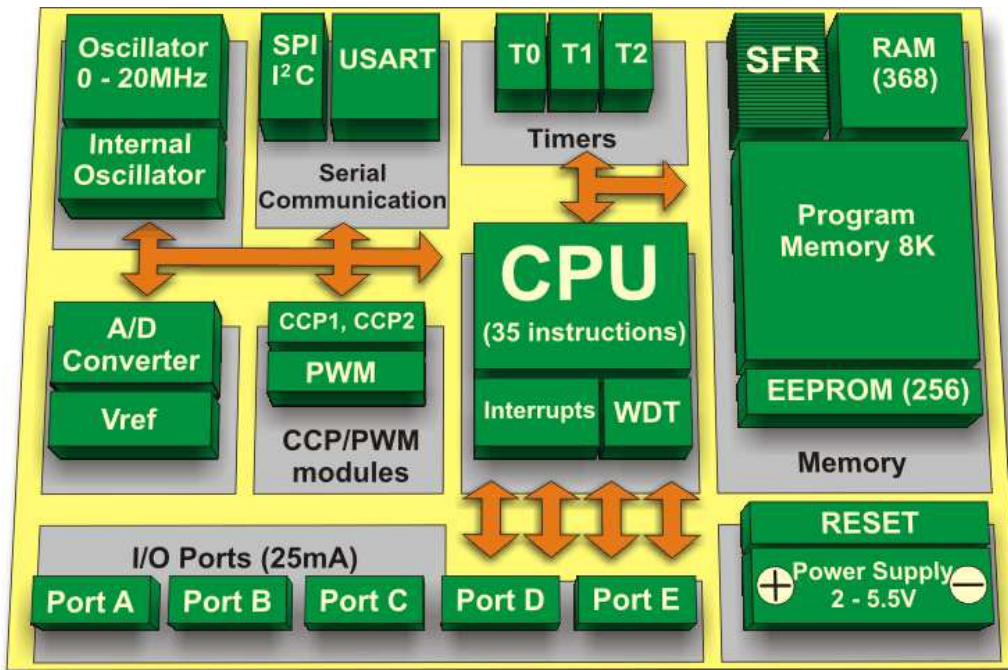 Oscillator
0 - 20MHz
Internal
Oscillator
SPI
I²C
USART
Serial
Communication
T0 T1 T2
Timers
SFR
RAM
(368)
Program
Memory 8K
EEPROM (256)
Memory
A/D
Converter
Vref
CCP1, CCP2
PWM
CCP/PWM
modules
CPU
(35 instructions)
Interrupts
WDT
I/O Ports (25mA)
Port A Port B Port C Port D Port E
RESET
Power Supply
2 - 5.5V
+ −